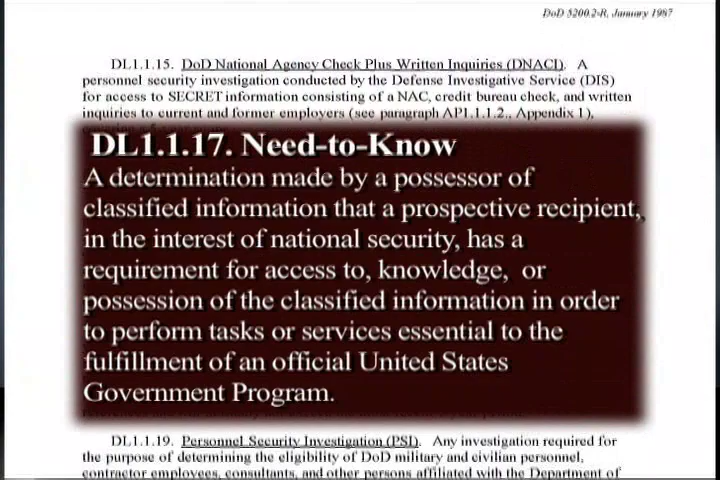 DoD 5200.2-R, January 1987
DL1.1.15. DoD National Agency Check Plus Written Inquiries (DNACI). A
personnel security investigation conducted by the Defense Investigative Service (DIS)
for access to SECRET information consisting of a NAC, credit bureau check, and written
inquiries to current and former employers (see paragraph AP1.1.1.2., Appendix 1),
DL1.1.17. Need-to-Know
A determination made by a possessor of
classified information that a prospective recipient,
in the interest of national security, has a
requirement for access to, knowledge, or
possession of the classified information in order
to perform tasks or services essential to the
fulfillment of an official United States
Government Program.
DL1.1.19. Personnel Security Investigation (PSI). Any investigation required for
the purpose of determining the eligibility of DoD military and civilian personnel,
contractor employees, consultants, and other persons affiliated with the Department of